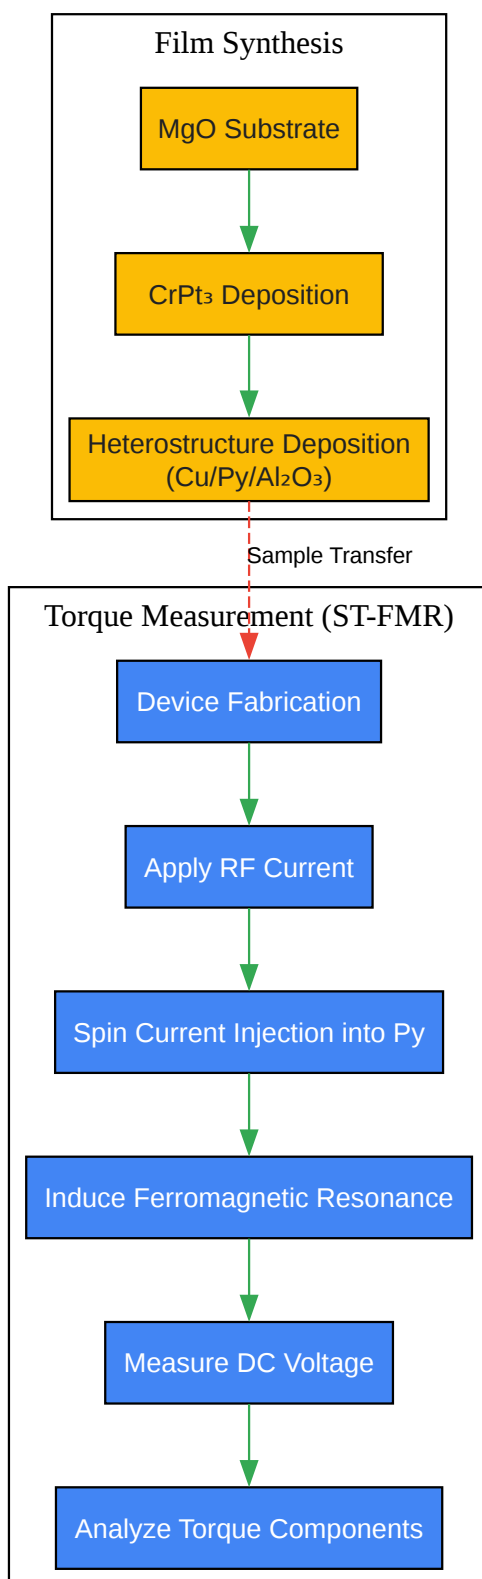 Film Synthesis
MgO Substrate
CrPt₃ Deposition
Heterostructure Deposition
(Cu/Py/Al₂O₃)
Sample Transfer
Torque Measurement (ST-FMR)
Device Fabrication
Apply RF Current
Spin Current Injection into Py
Induce Ferromagnetic Resonance
Measure DC Voltage
Analyze Torque Components